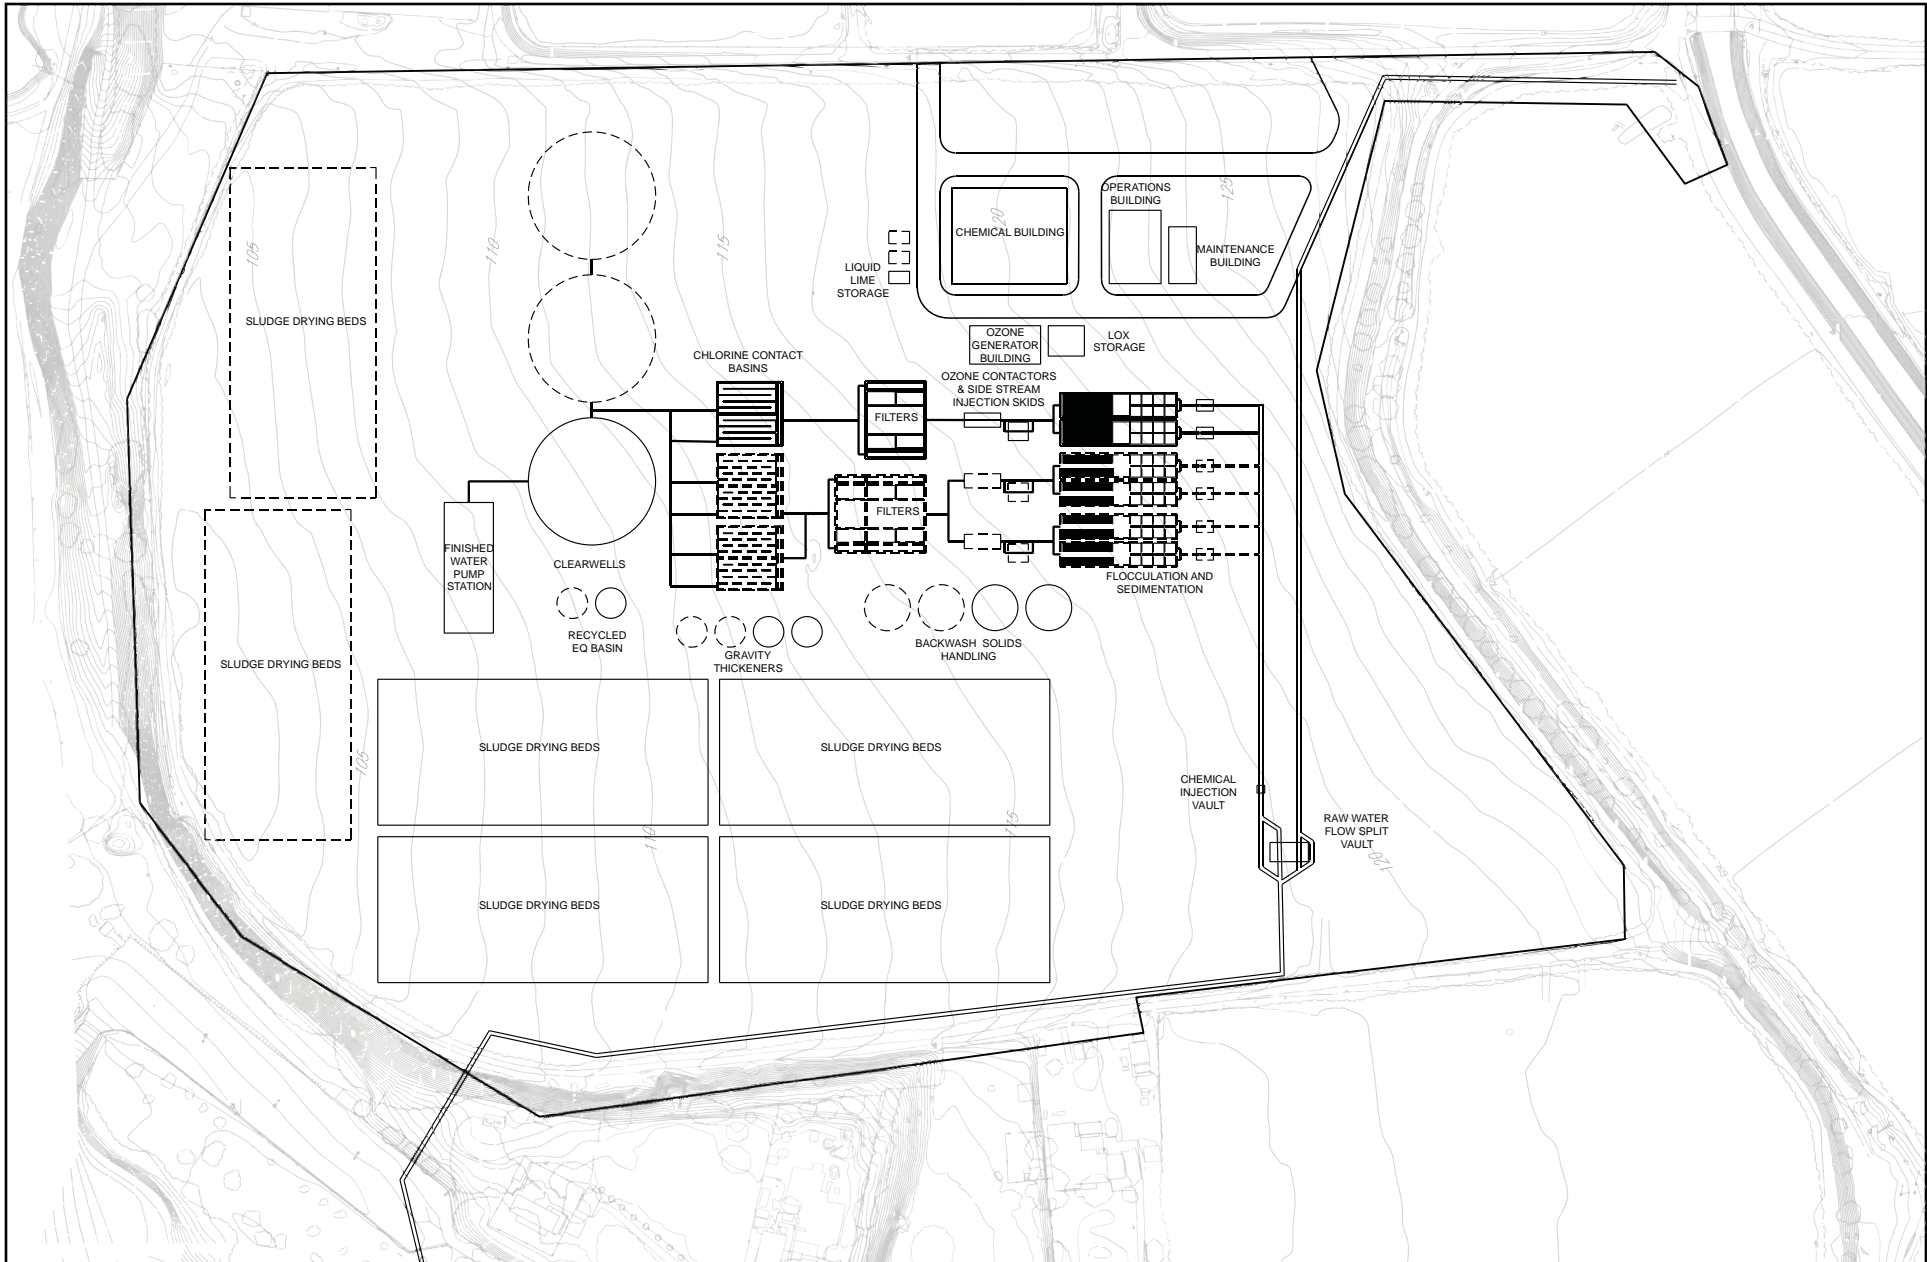 OPERATIONS
BUILDING
125
120
CHEMICAL BUILDING
MAINTENANCE
BUILDING
105
110
115
LIQUID
LIME
STORAGE
SLUDGE DRYING BEDS
OZONE
GENERATOR
BUILDING
LOX
STORAGE
CHLORINE CONTACT
BASINS
OZONE CONTACTORS
& SIDE STREAM
INJECTION SKIDS
FILTERS
FILTERS
FINISHED
WATER
PUMP
STATION
CLEARWELLS
FLOCCULATION AND
SEDIMENTATION
RECYCLED
EQ BASIN
GRAVITY
THICKENERS
BACKWASH SOLIDS
HANDLING
SLUDGE DRYING BEDS
SLUDGE DRYING BEDS
SLUDGE DRYING BEDS
105
CHEMICAL
INJECTION
VAULT
RAW WATER
FLOW SPLIT
VAULT
110
115
120
SLUDGE DRYING BEDS
SLUDGE DRYING BEDS